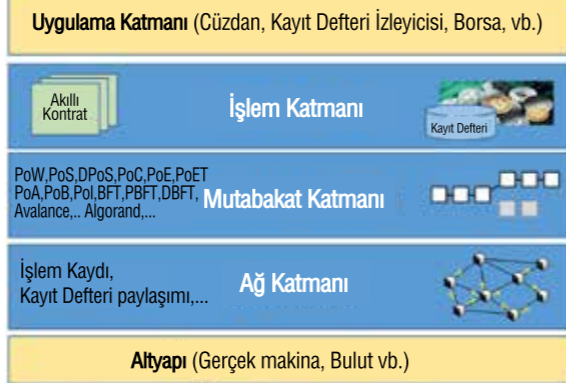 Uygulama Katmanı (Cüzdan, Kayıt Defteri İzleyicisi, Borsa, vb.)
Akıllı
Kontrat
İşlem Katmanı
Kayıt Defteri
PoW,PoS,DPoS,PoC,PoE,PoET
PoA,PoB,PoI,BFT,PBFT,DBFT,
Avalance,.. Algorand,...
Mutabakat Katmanı
İşlem Kaydı,
Kayıt Defteri paylaşımı,...
Ağ Katmanı
Altyapı (Gerçek makina, Bulut vb.)